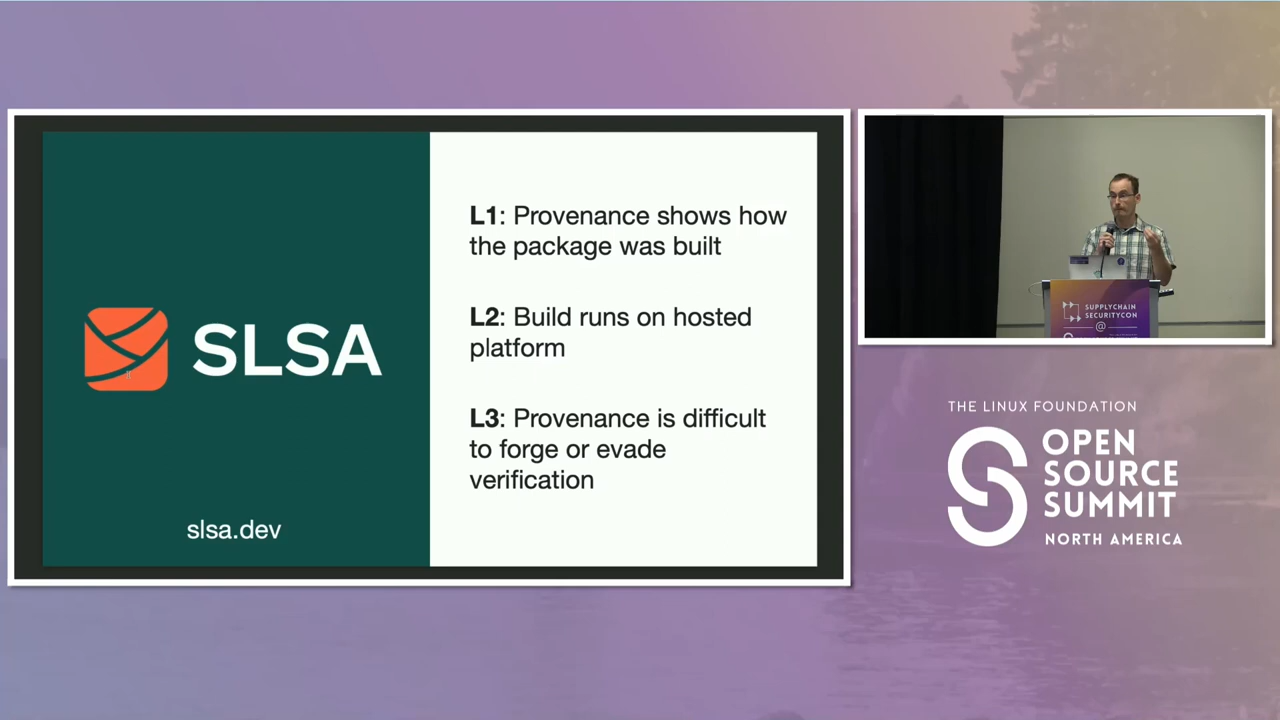 SLSA
slsa.dev
L1: Provenance shows how
the package was built
L2: Build runs on hosted
platform
L3: Provenance is difficult
to forge or evade
verification
SUPPLYCHAIN
SECURITYCON
@
THE LINUX FOUNDATION
OPEN
SOURCE
SUMMIT
NORTH AMERICA